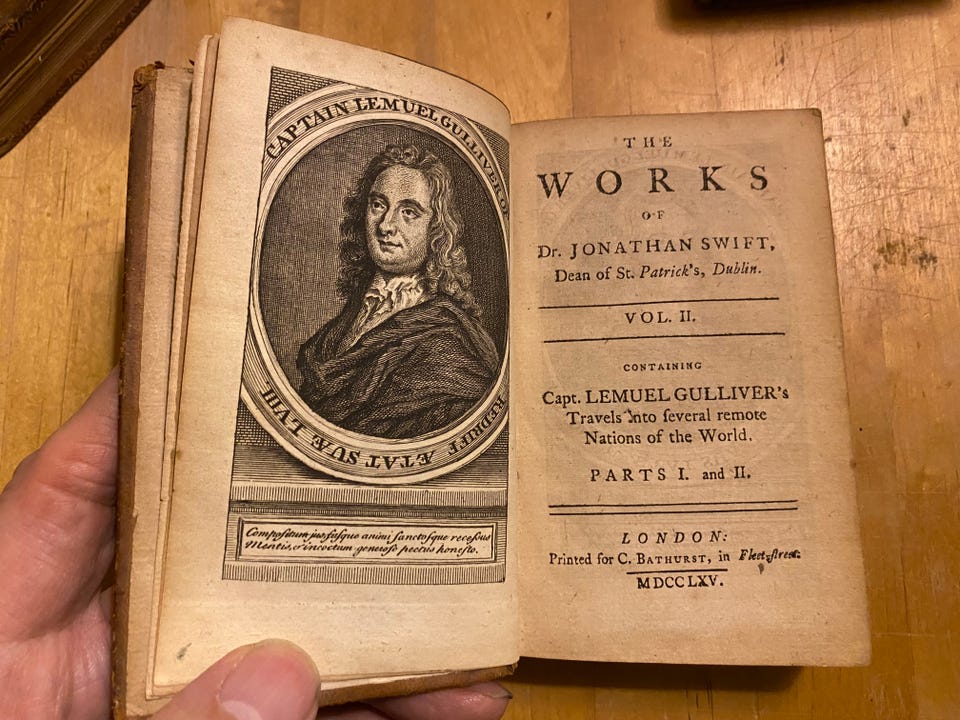 CAPTAIN LEMUEL GULLIVER OF
REDRIFF ÆTAT SUÆ LVIII
Compositum jus, fasque animi, sanctosque recessus
Mentis, et incoctum generoso pectus honesto.
THE
WORKS
OF
Dr. JONATHAN SWIFT,
Dean of St. Patrick's, Dublin.
VOL. II.
CONTAINING
Capt. LEMUEL GULLIVER's
Travels into ſeveral remote
Nations of the World.
PARTS I. and II.
LONDON:
Printed for C. BATHURST, in Fleet-ſtreet.
MDCCLXV.